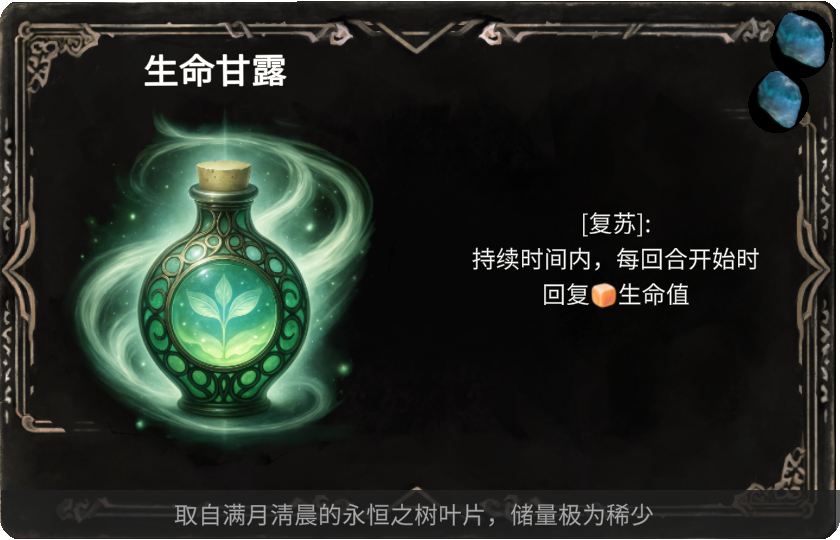 生命甘露
[复苏]:
持续时间内，每回合开始时
回复生命值
取自满月清晨的永恒之树叶片，储量极为稀少